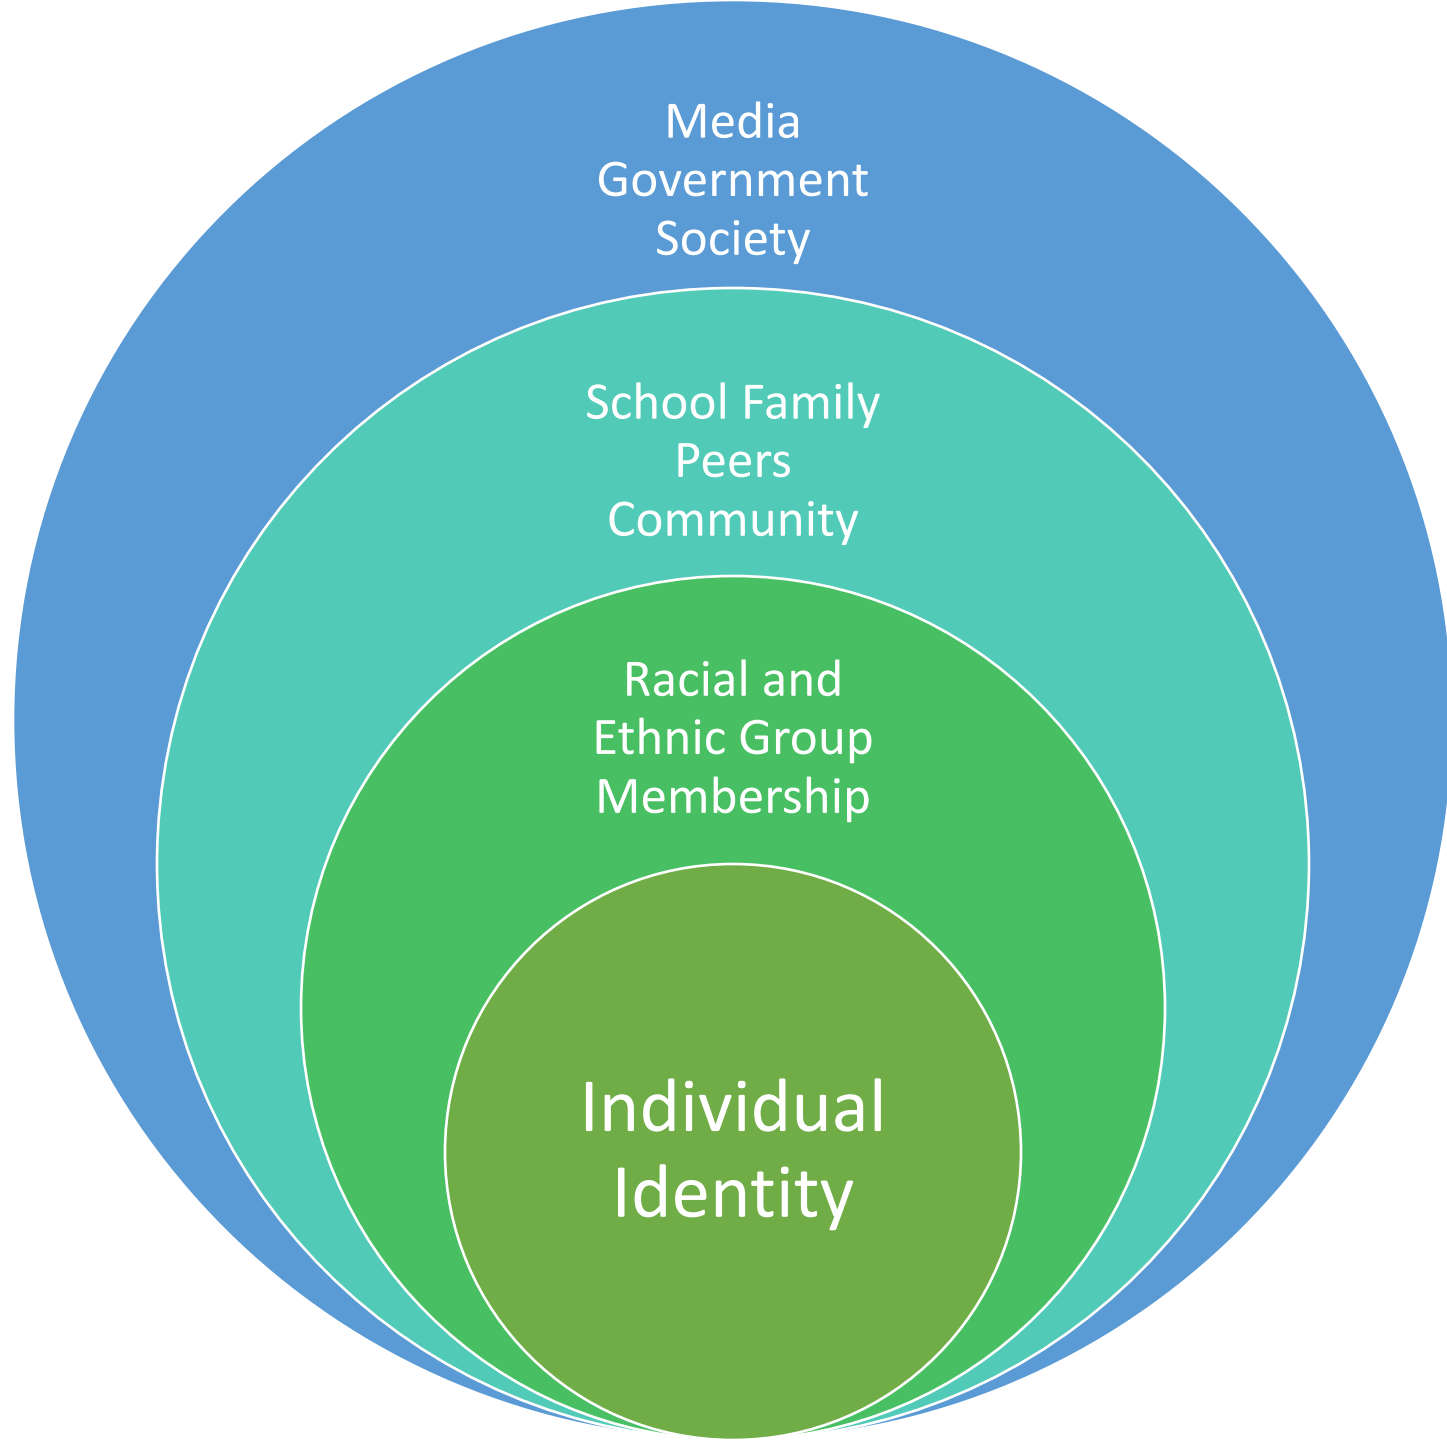 Media
Government
Society
School Family
Peers
Community
Racial and
Ethnic Group
Membership
Individual
Identity